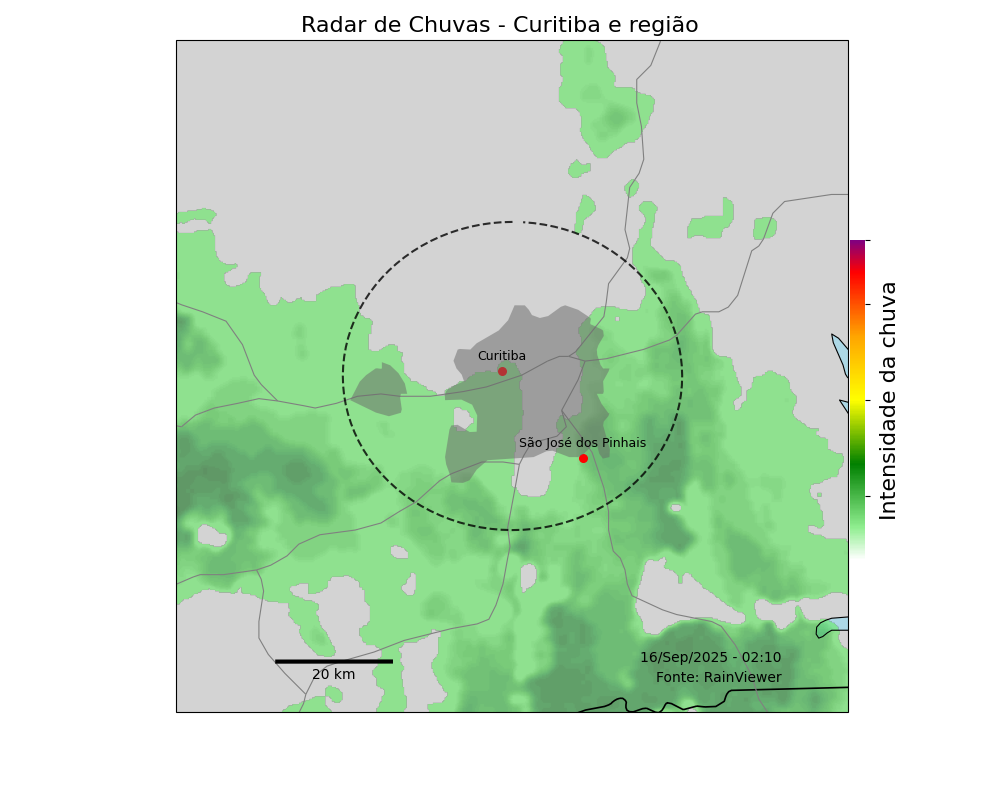 Radar de Chuvas - Curitiba e região
Curitiba
São José dos Pinhais
Intensidade da chuva
16/Sep/2025 - 02:10
Fonte: RainViewer
20 km